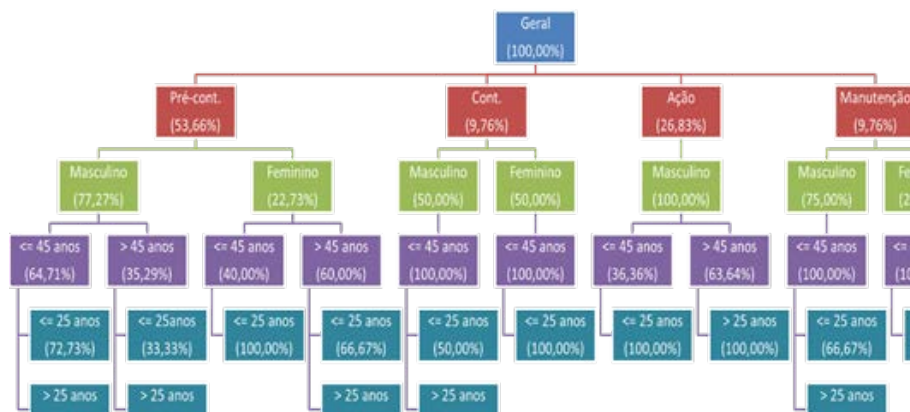 Geral
(100,00%)
Pré-cont.
(53,66%)
Cont.
(9,76%)
Ação
(26,83%)
Manutenção
(9,76%)
Masculino
(77,27%)
Feminino
(22,73%)
Masculino
(50,00%)
Feminino
(50,00%)
Masculino
(100,00%)
Masculino
(75,00%)
<= 45 anos
(64,71%)
> 45 anos
(35,29%)
<= 45 anos
(40,00%)
> 45 anos
(60,00%)
<= 45 anos
(100,00%)
<= 45 anos
(100,00%)
<= 45 anos
(36,36%)
> 45 anos
(63,64%)
<= 45 anos
(100,00%)
<= 25 anos
(72,73%)
<= 25anos
(33,33%)
<= 25 anos
(100,00%)
<= 25 anos
(66,67%)
<= 25 anos
(50,00%)
<= 25 anos
(100,00%)
<= 25 anos
(100,00%)
> 25 anos
(100,00%)
<= 25 anos
(66,67%)
> 25 anos
> 25 anos
> 25 anos
> 25 anos
> 25 anos